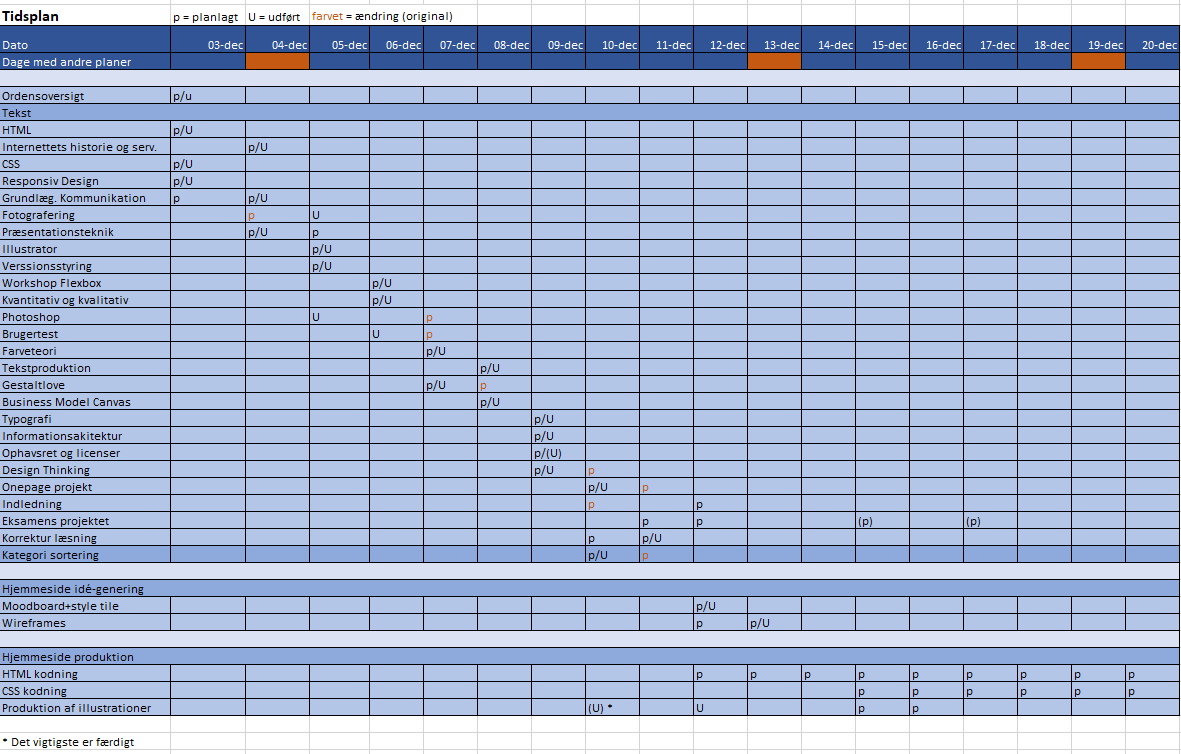 Tidsplan p = planlagt U = udført farvet = ændring (original)
Dato 03-dec 04-dec 05-dec 06-dec 07-dec 08-dec 09-dec 10-dec 11-dec 12-dec 13-dec 14-dec 15-dec 16-dec 17-dec 18-dec 19-dec 20-dec
Dage med andre planer
Ordensoversigt p/u
Tekst
HTML p/U
Internettets historie og serv. p/U
CSS p/U
Responsiv Design p/U
Grundlæg. Kommunikation p p/U
Fotografering p U
Præsentationsteknik p/U p
Illustrator p/U
Verssionsstyring p/U
Workshop Flexbox p/U
Kvantitativ og kvalitativ p/U
Photoshop U p
Brugertest U p
Farveteori p/U
Tekstproduktion p/U
Gestaltlove p/U p
Business Model Canvas p/U
Typografi p/U
Informationsakitektur p/U
Ophavsret og licenser p/(U)
Design Thinking p/U p
Onepage projekt p/U p
Indledning p p
Eksamens projektet p p (p) (p)
Korrektur læsning p p/U
Kategori sortering p/U p
Hjemmeside idé-genering
Moodboard+style tile p/U
Wireframes p p/U
Hjemmeside produktion
HTML kodning p p p p p p p p p
CSS kodning p p p p p p
Produktion af illustrationer (U) * U p p
* Det vigtigste er færdigt